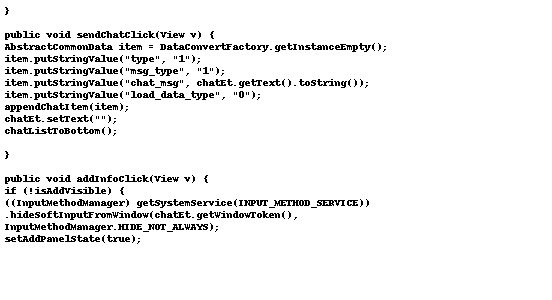 }
public void sendChatClick(View v) {
AbstractCommonData item = DataConvertFactory.getInstanceEmpty();
item.putStringValue("type", "1");
item.putStringValue("msg_type", "1");
item.putStringValue("chat_msg", chatEt.getText().toString());
item.putStringValue("load_data_type", "0");
appendChatItem(item);
chatEt.setText("");
chatListToBottom();
}
public void addInfoClick(View v) {
if (!isAddVisible) {
((InputMethodManager) getSystemService(INPUT_METHOD_SERVICE))
.hideSoftInputFromWindow(chatEt.getWindowToken(),
InputMethodManager.HIDE_NOT_ALWAYS);
setAddPanelState(true);